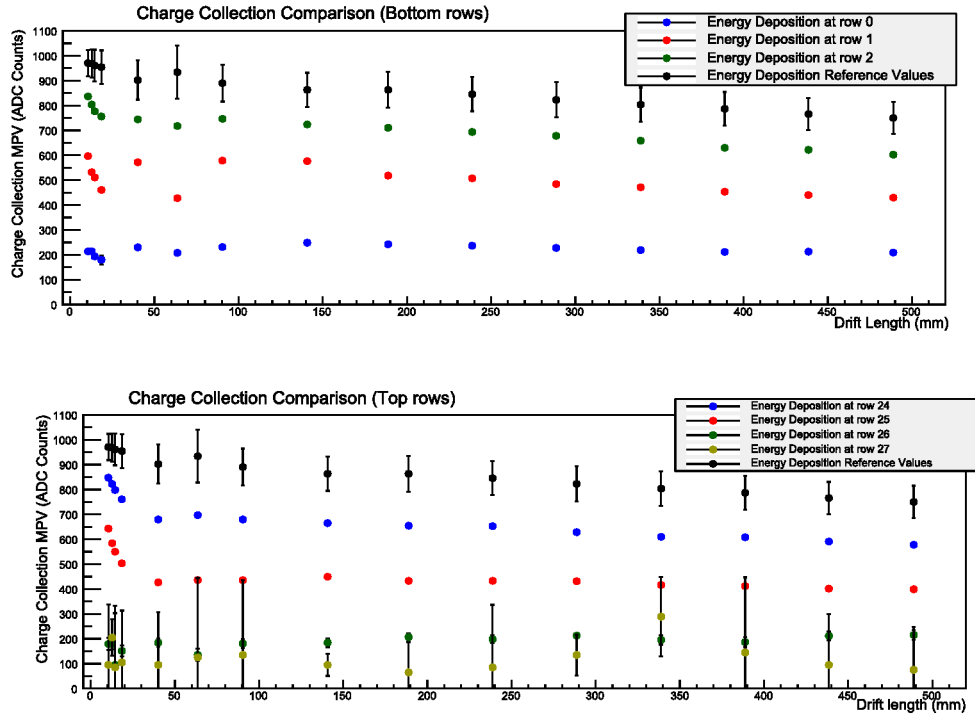 Charge Collection Comparison (Bottom rows)
Energy Deposition at row 0
Energy Deposition at row 1
Energy Deposition at row 2
Energy Deposition Reference Values
Charge Collection MPV (ADC Counts)
1100
1000
900
800
700
600
500
400
300
200
100
0
0 50 100 150 200 250 300 350 400 450 500
Drift Length (mm)
Charge Collection Comparison (Top rows)
Energy Deposition at row 24
Energy Deposition at row 25
Energy Deposition at row 26
Energy Deposition at row 27
Energy Deposition Reference Values
Charge Collection MPV (ADC Counts)
1100
1000
900
800
700
600
500
400
300
200
100
0
0 50 100 150 200 250 300 350 400 450 500
Drift length (mm)